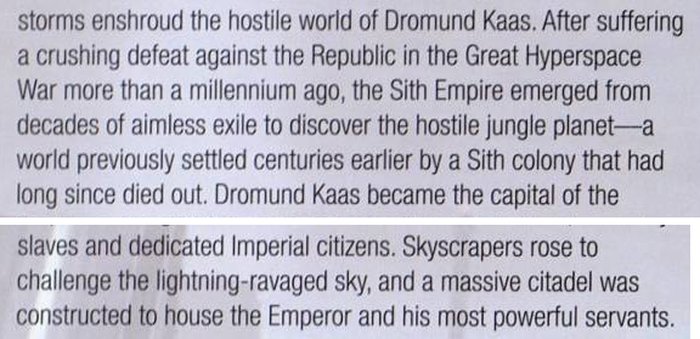 storms enshroud the hostile world of Dromund Kaas. After suffering
a crushing defeat against the Republic in the Great Hyperspace
War more than a millennium ago, the Sith Empire emerged from
decades of aimless exile to discover the hostile jungle planet—a
world previously settled centuries earlier by a Sith colony that had
long since died out. Dromund Kaas became the capital of the
slaves and dedicated Imperial citizens. Skyscrapers rose to
challenge the lightning-ravaged sky, and a massive citadel was
constructed to house the Emperor and his most powerful servants.